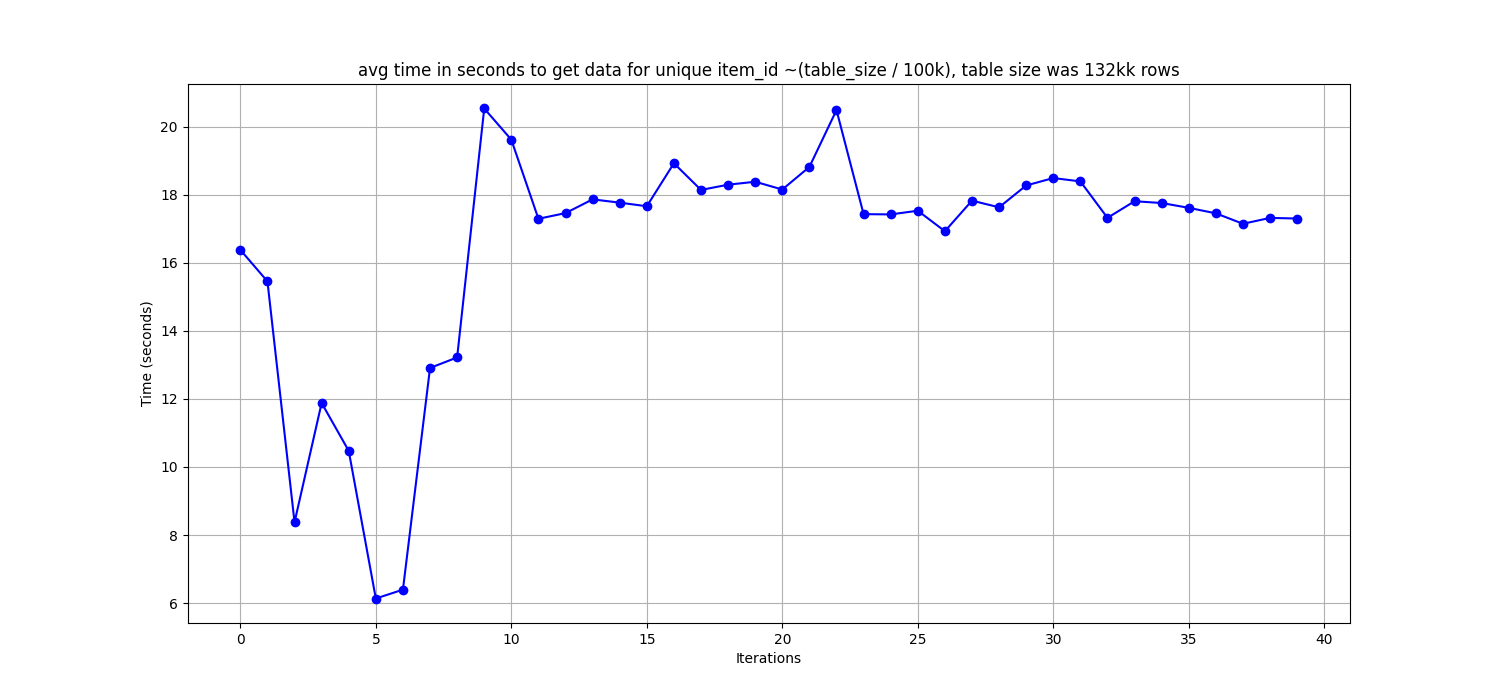 avg time in seconds to get data for unique item_id ~(table_size / 100k), table size was 132kk rows
20
18
16
14
12
10
8
6
Time (seconds)
0 5 10 15 20 25 30 35 40
Iterations